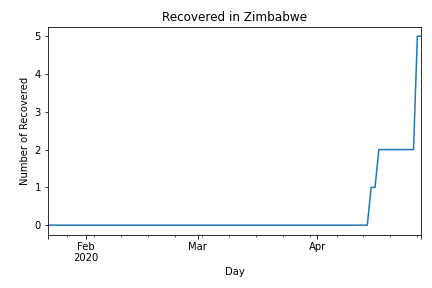 Recovered in Zimbabwe
Number of Recovered
5
4
3
2
1
0
Feb
2020
Mar
Apr
Day